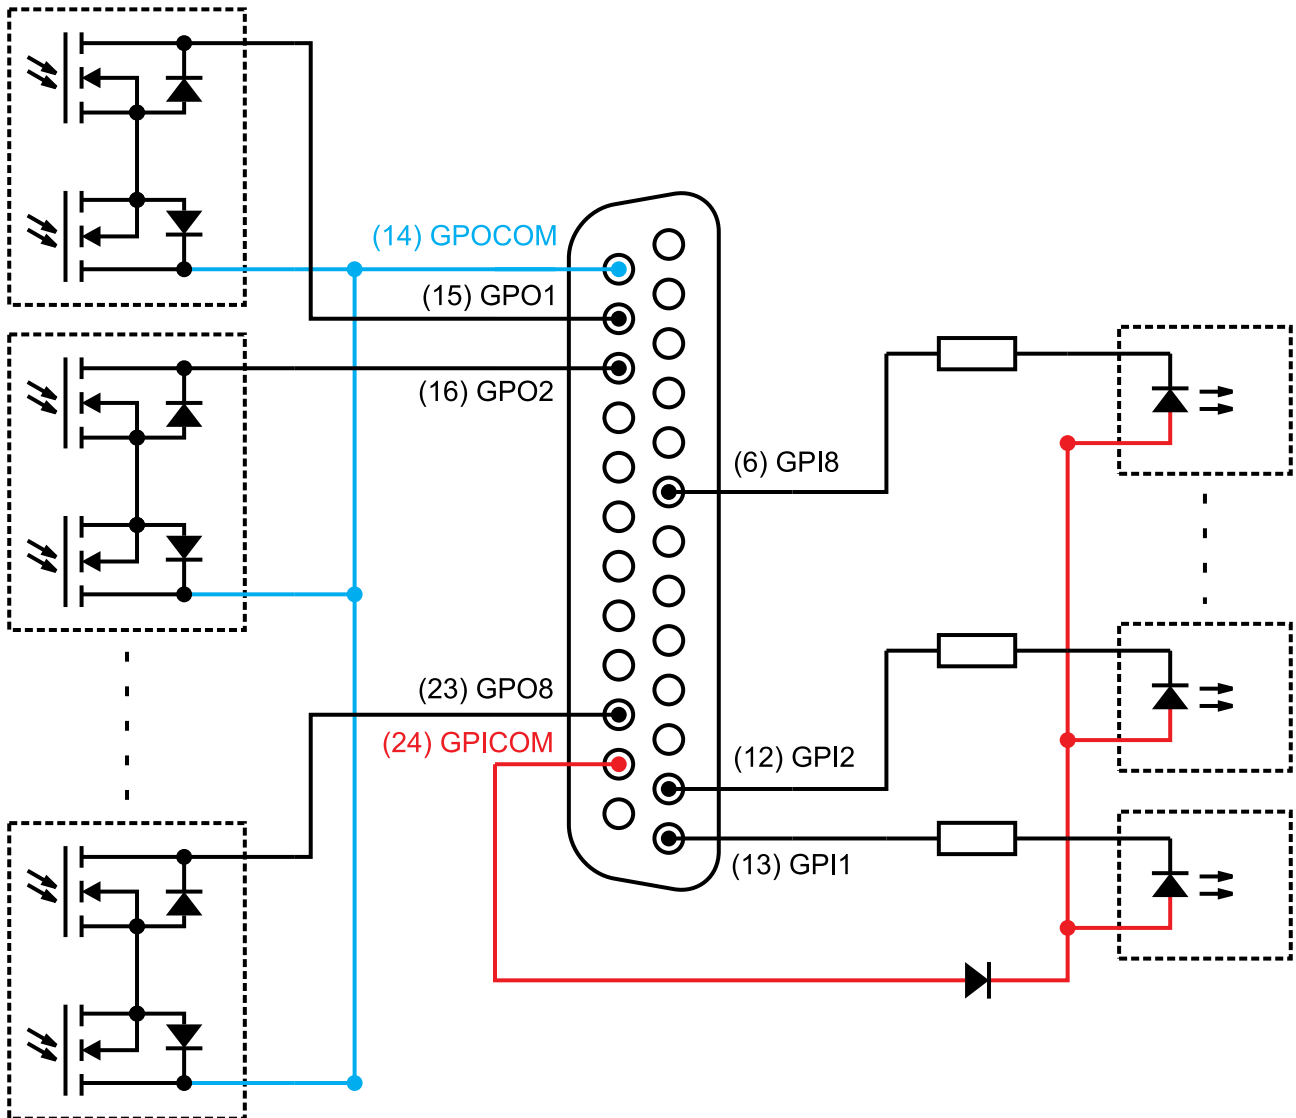 (14) GPOCOM
(15) GPO1
(16) GPO2
(6) GPI8
(23) GPO8
(24) GPICOM
(12) GPI2
(13) GPI1